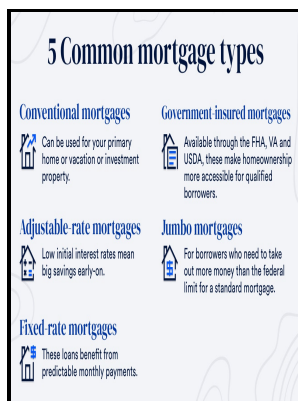 5 Common mortgage types
Conventional mortgages
Can be used for your primary
home or vacation or investment
property.
Government-insured mortgages
Available through the FHA, VA and
USDA, these make homeownership
more accessible for qualified
borrowers.
Adjustable-rate mortgages
Low initial interest rates mean
big savings early-on.
Jumbo mortgages
For borrowers who need to take
out more money than the federal
limit for a standard mortgage.
Fixed-rate mortgages
These loans benefit from
predictable monthly payments.